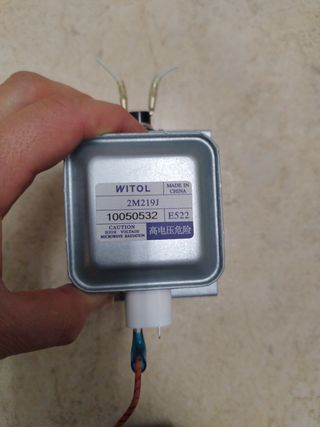 WITOL
MADE IN
CHINA
2M219J
10050532
E522
CAUTION
HIGH VOLTAGE
MICROWAVE RADIATION
高电压危险